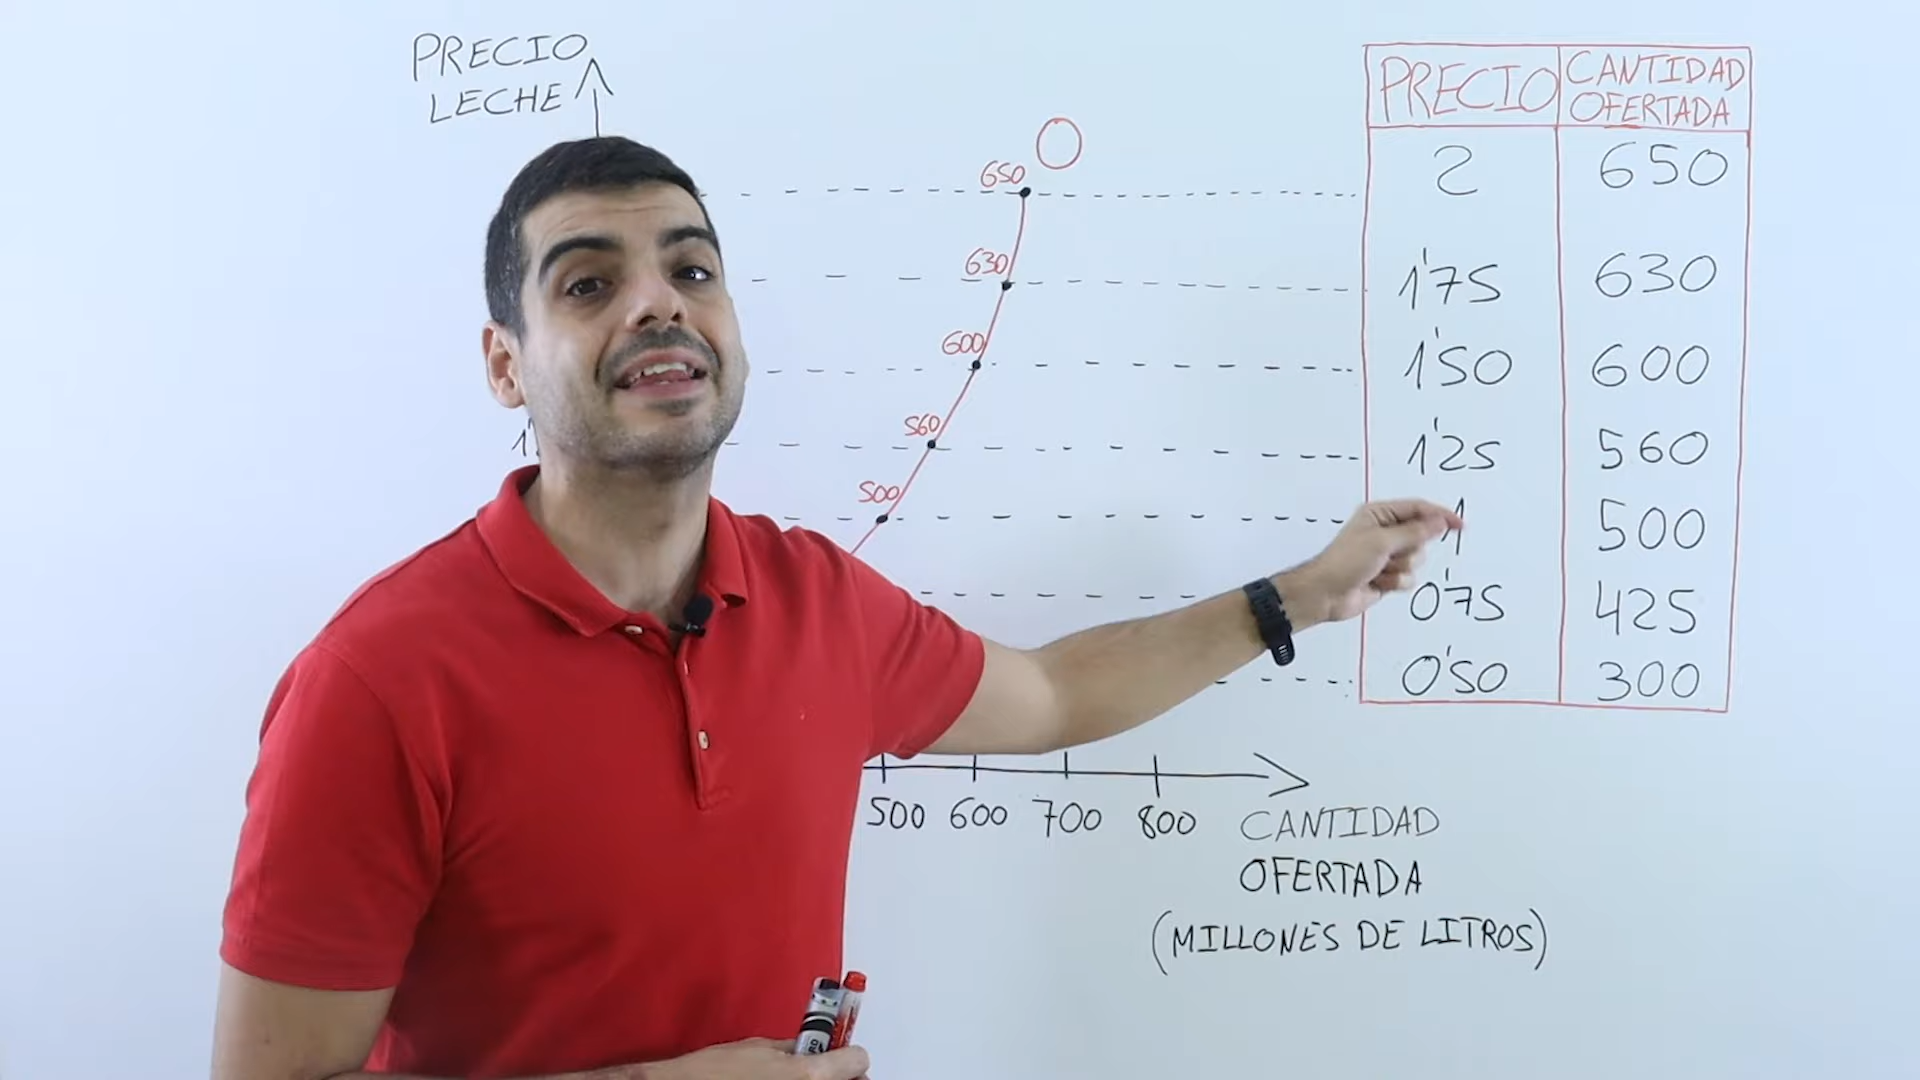 PRECIO
LECHE
O
650
630
600
560
500
500 600 700 800
CANTIDAD
OFERTADA
(MILLONES DE LITROS)
PRECIO CANTIDAD OFERTADA
2 650
1'75 630
1'50 600
1'25 560
1 500
0'75 425
0'50 300